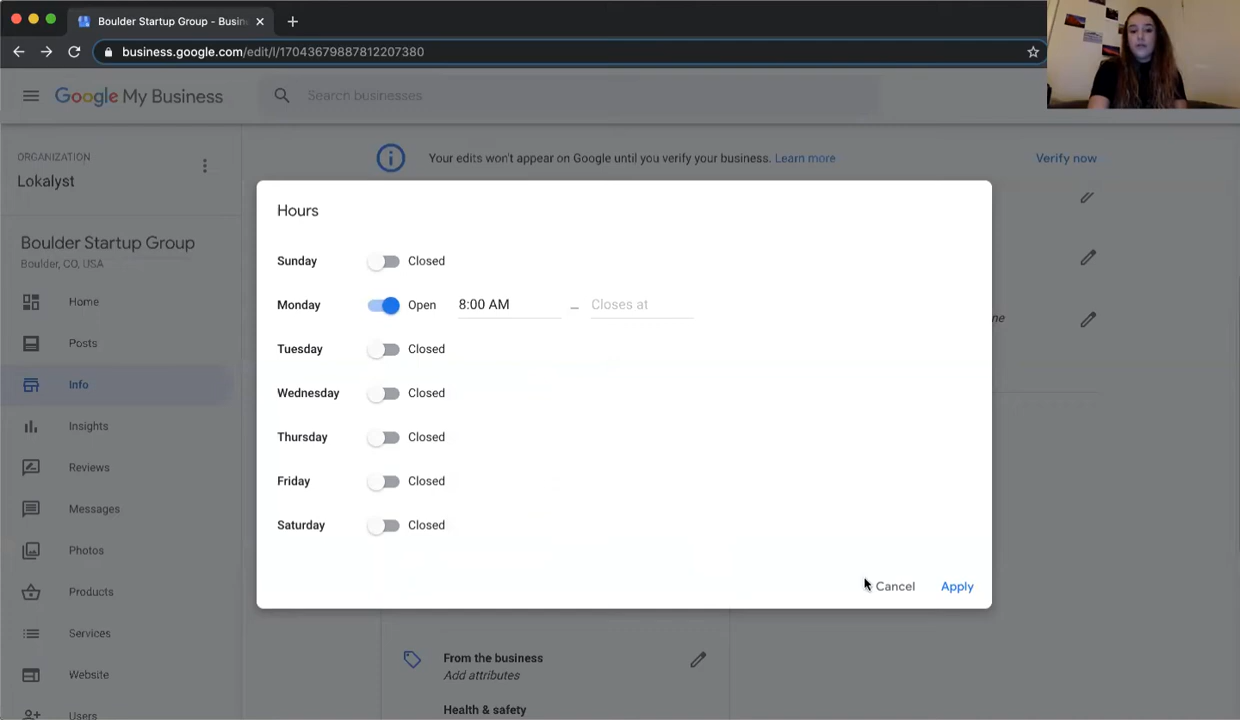 Boulder Startup Group - Busin
business.google.com/edit/l/17043679887812207380
Google My Business
Search businesses
ORGANIZATION
Lokalyst
Your edits won't appear on Google until you verify your business. Learn more
Verify now
Boulder Startup Group
Boulder, CO, USA
Home
Posts
Info
Insights
Reviews
Messages
Photos
Products
Services
Website
Users
Hours
Sunday Closed
Monday Open 8:00 AM – Closes at
Tuesday Closed
Wednesday Closed
Thursday Closed
Friday Closed
Saturday Closed
Cancel Apply
ne
From the business
Add attributes
Health & safety